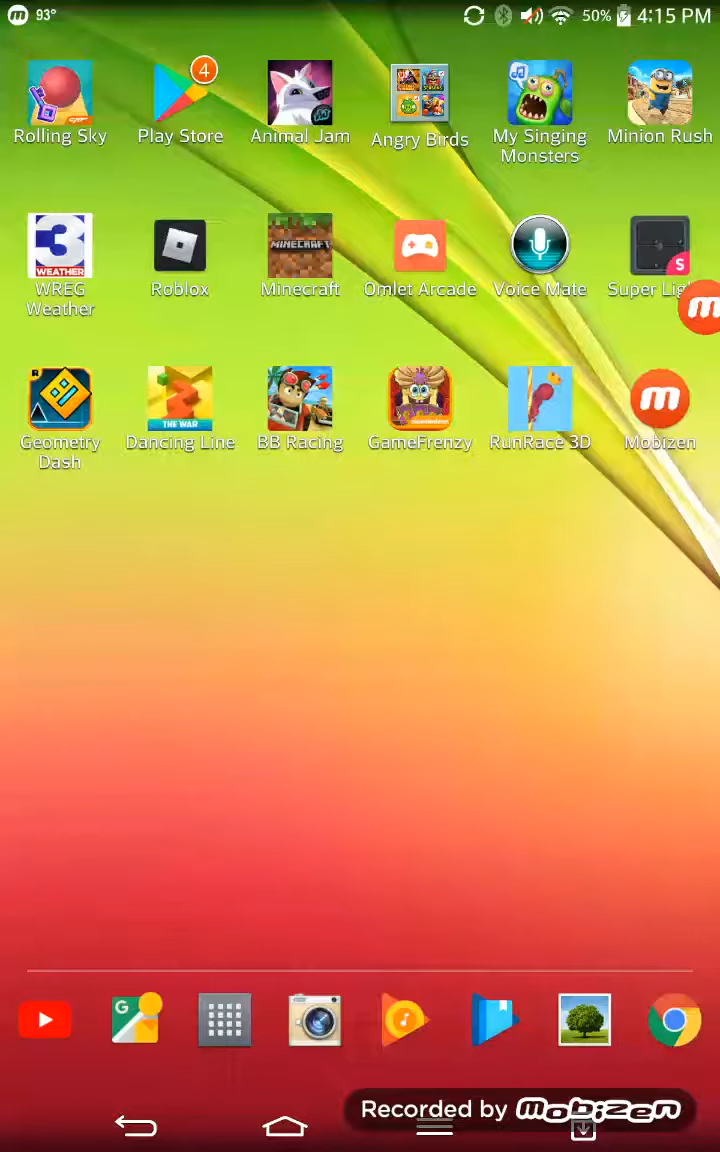 93°
50% 4:15 PM
4
Rolling Sky
Play Store
Animal Jam
Angry Birds
My Singing
Monsters
Minion Rush
3
WEATHER
MINECRAFT
S
WREG
Weather
Roblox
Minecraft
Omlet Arcade
Voice Mate
Super Lig
m
R
THE WAR
m
Geometry
Dash
Dancing Line
BB Racing
GameFrenzy
RunRace 3D
Mobizen
G
Recorded by mobizen